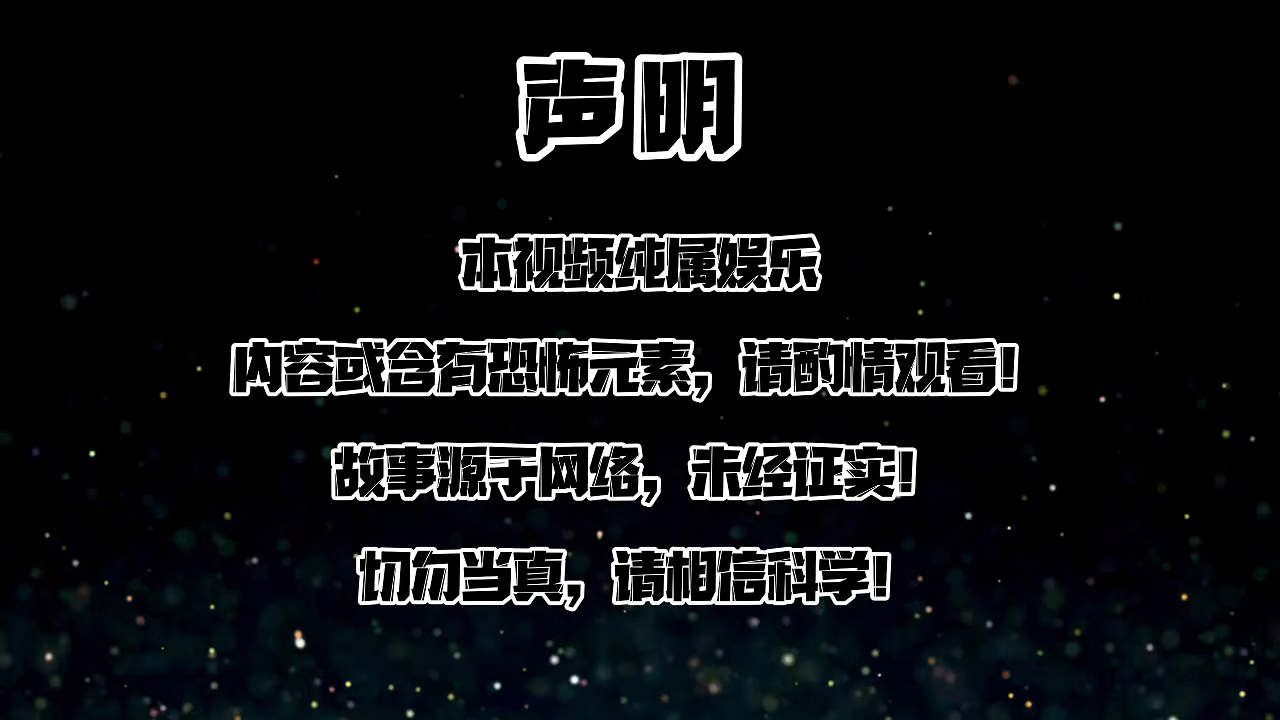 声明
本视频纯属娱乐
内容或含有恐怖元素，请酌情观看！
故事源于网络，未经证实！
切勿当真，请相信科学！